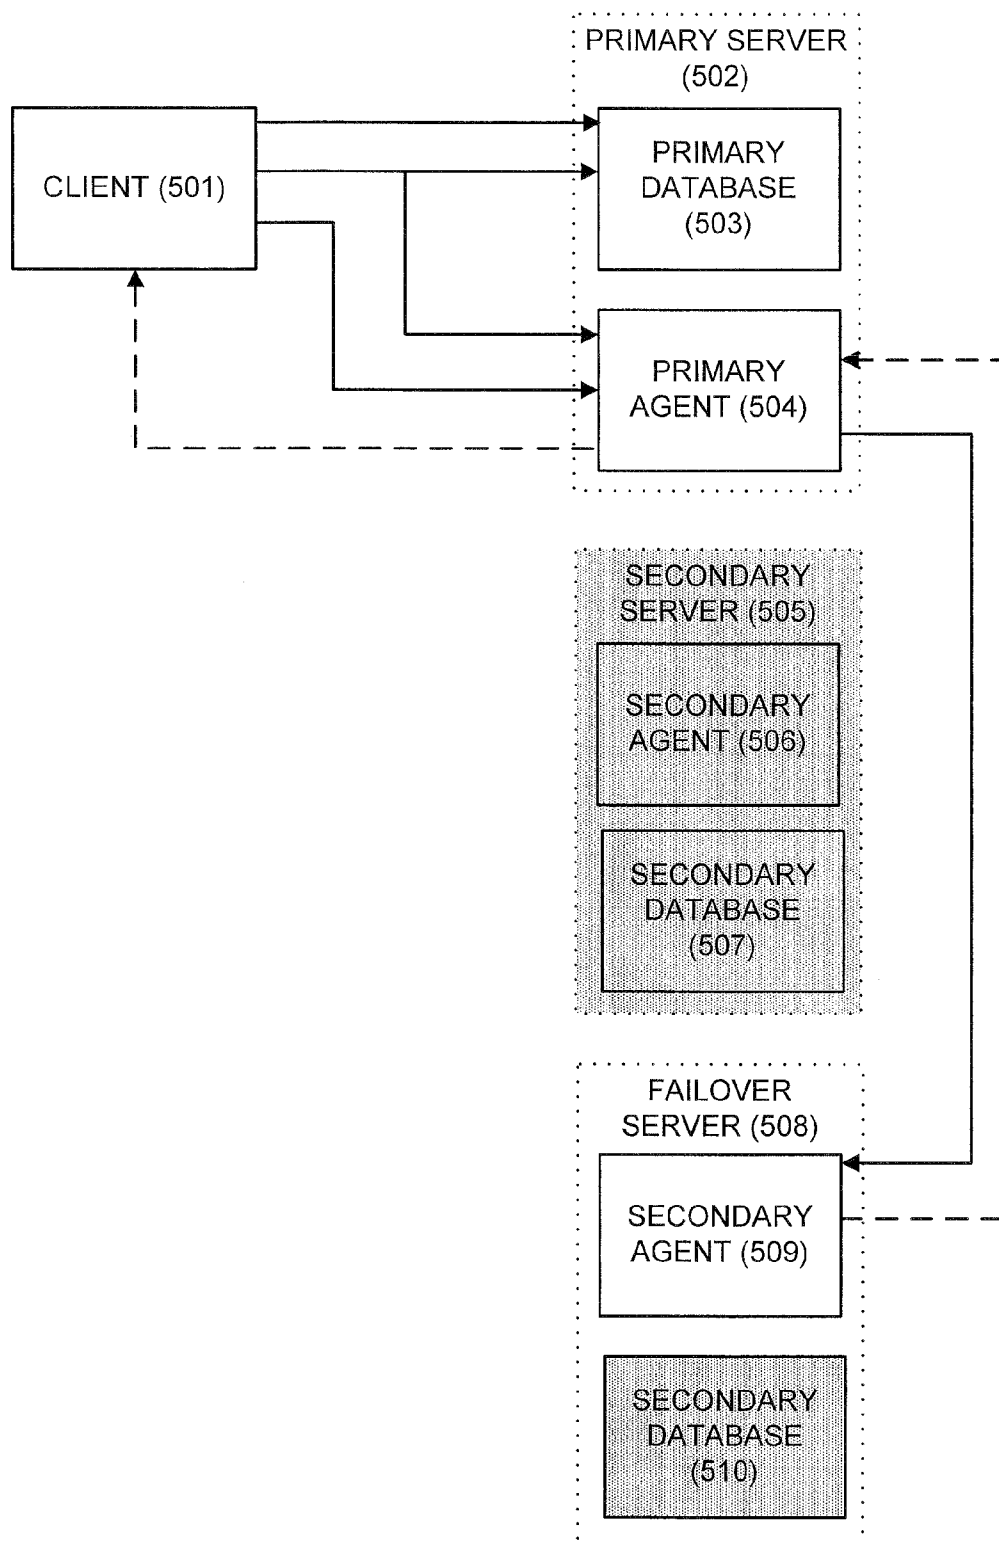 PRIMARY SERVER
(502)
CLIENT (501)
PRIMARY
DATABASE
(503)
PRIMARY
AGENT (504)
SECONDARY
SERVER (505)
SECONDARY
AGENT (506)
SECONDARY
DATABASE
(507)
FAILOVER
SERVER (508)
SECONDARY
AGENT (509)
SECONDARY
DATABASE
(510)